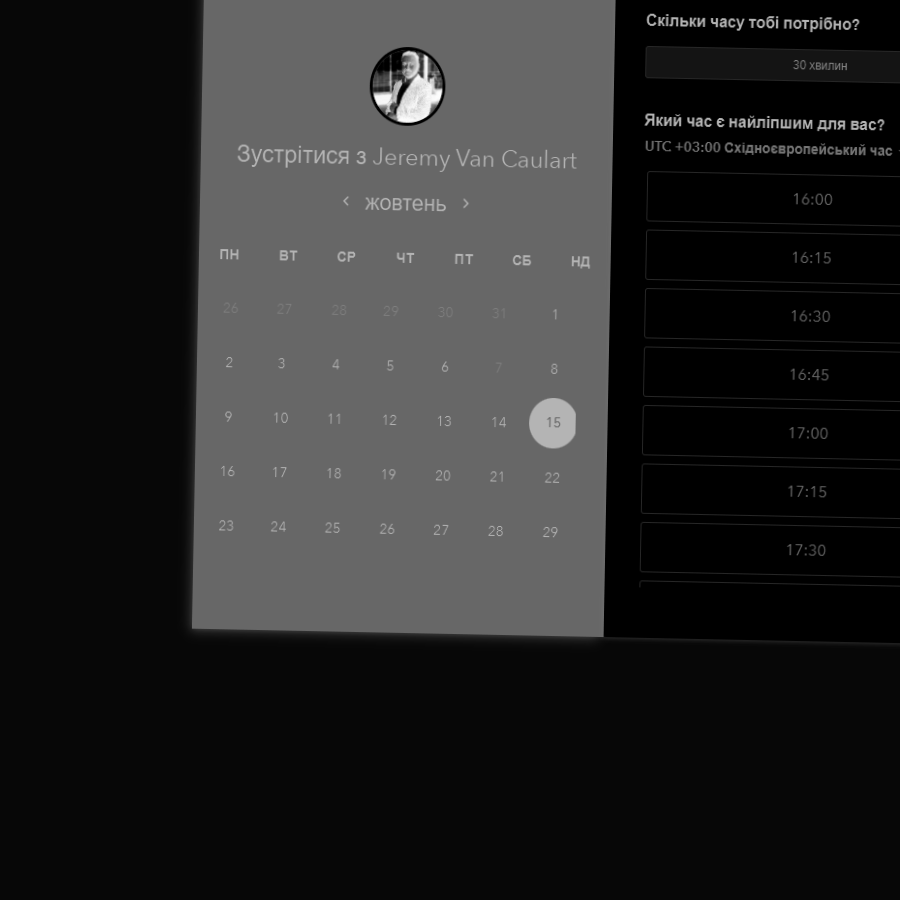 Зустрітися з Jeremy Van Caulart
‹ жовтень ›
ПН ВТ СР ЧТ ПТ СБ НД
26 27 28 29 30 31 1
2 3 4 5 6 7 8
9 10 11 12 13 14 15
16 17 18 19 20 21 22
23 24 25 26 27 28 29
Скільки часу тобі потрібно?
30 хвилин
Який час є найліпшим для вас?
UTC +03:00 Східноєвропейський час
16:00
16:15
16:30
16:45
17:00
17:15
17:30